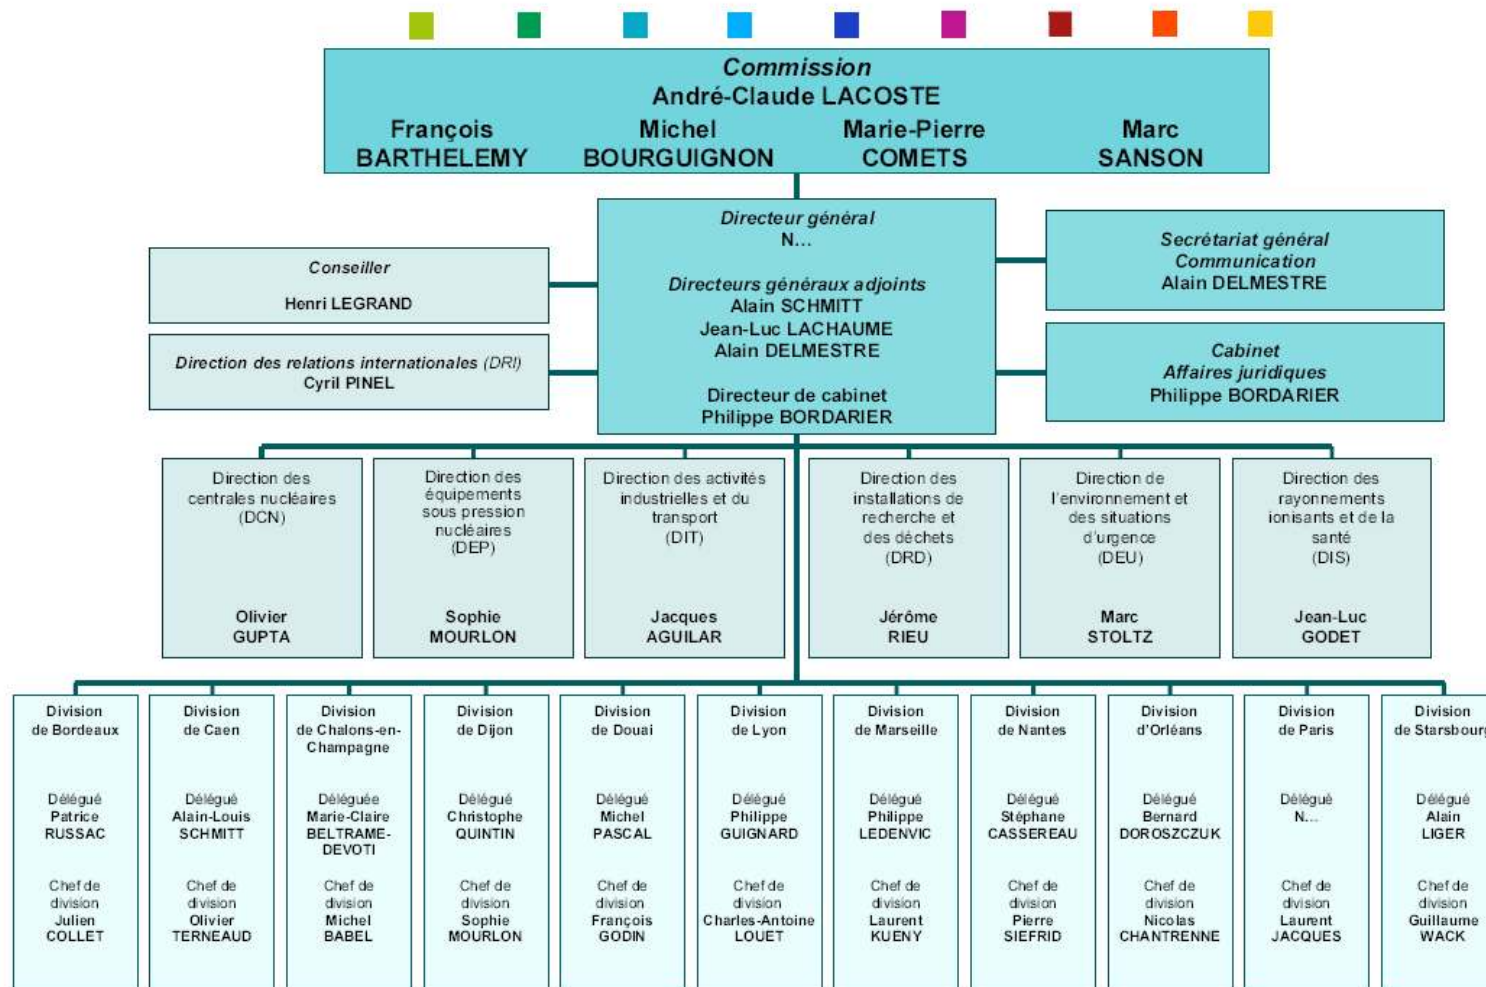 Commission
André-Claude LACOSTE
François
BARTHELEMY
Michel
BOURGUIGNON
Marie-Pierre
COMETS
Marc
SANSON
Directeur général
N...
Directeurs généraux adjoints
Alain SCHMITT
Jean-Luc LACHAUME
Alain DELMESTRE
Directeur de cabinet
Philippe BORDARIER
Conseiller
Henri LEGRAND
Direction des relations internationales (DRI)
Cyril PINEL
Secrétariat général
Communication
Alain DELMESTRE
Cabinet
Affaires juridiques
Philippe BORDARIER
Direction des
centrales nucléaires
(DCN)
Olivier
GUPTA
Direction des
équipements
sous pression
nucléaires
(DEP)
Sophie
MOURLON
Direction des activités
industrielles et du
transport
(DIT)
Jacques
AGUILAR
Direction des
installations de
recherche et
des déchets
(DRD)
Jérôme
RIEU
Direction de
l'environnement et
des situations
d'urgence
(DEU)
Marc
STOLTZ
Direction des
rayonnements
ionisants et de la
santé
(DIS)
Jean-Luc
GODET
Division
de Bordeaux
Délégué
Patrice
RUSSAC
Chef de
division
Julien
COLLET
Division
de Caen
Délégué
Alain-Louis
SCHMITT
Chef de
division
Olivier
TERNEAUD
Division
de Chalons-en-
Champagne
Déléguée
Marie-Claire
BELTRAME-
DEVOTI
Chef de
division
Michel
BABEL
Division
de Dijon
Délégué
Christophe
QUINTIN
Chef de
division
Sophie
MOURLON
Division
de Douai
Délégué
Michel
PASCAL
Chef de
division
François
GODIN
Division
de Lyon
Délégué
Philippe
GUIGNARD
Chef de
division
Charles-Antoine
LOUET
Division
de Marseille
Délégué
Philippe
LEDENVIC
Chef de
division
Laurent
KUENY
Division
de Nantes
Délégué
Stéphane
CASSEREAU
Chef de
division
Pierre
SIEFRID
Division
d'Orléans
Délégué
Bernard
DOROSZCZUK
Chef de
division
Nicolas
CHANTRENNE
Division
de Paris
Délégué
N...
Chef de
division
Laurent
JACQUES
Division
de Starsbourg
Délégué
Alain
LIGER
Chef de
division
Guillaume
WACK